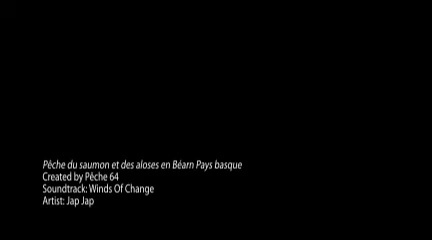 Pêche du saumon et des aloses en Béarn Pays basque
Created by Pêche 64
Soundtrack: Winds Of Change
Artist: Jap Jap